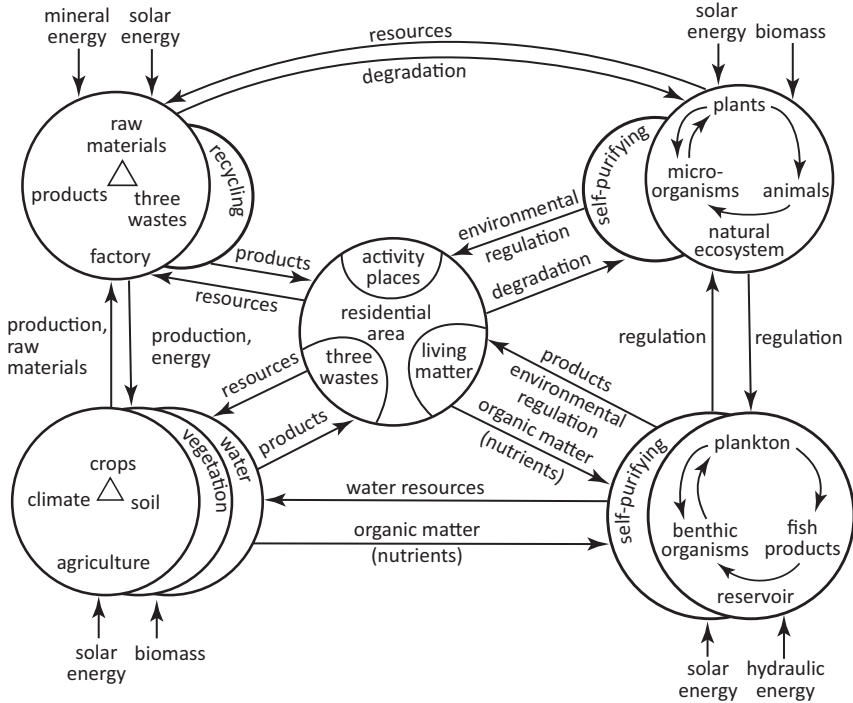 mineral
energy
solar
energy
resources
degradation
solar
energy
biomass
raw
materials
products
three
wastes
factory
recycling
self-purifying
plants
micro-
organisms
animals
natural
ecosystem
products
resources
environmental
regulation
degradation
activity
places
residential
area
three
wastes
living
matter
production,
raw
materials
production,
energy
resources
products
regulation
regulation
products
environmental
regulation
organic matter
(nutrients)
crops
climate
soil
agriculture
vegetation
water
water resources
organic matter
(nutrients)
self-purifying
plankton
benthic
organisms
fish
products
reservoir
solar
energy
biomass
solar
energy
hydraulic
energy